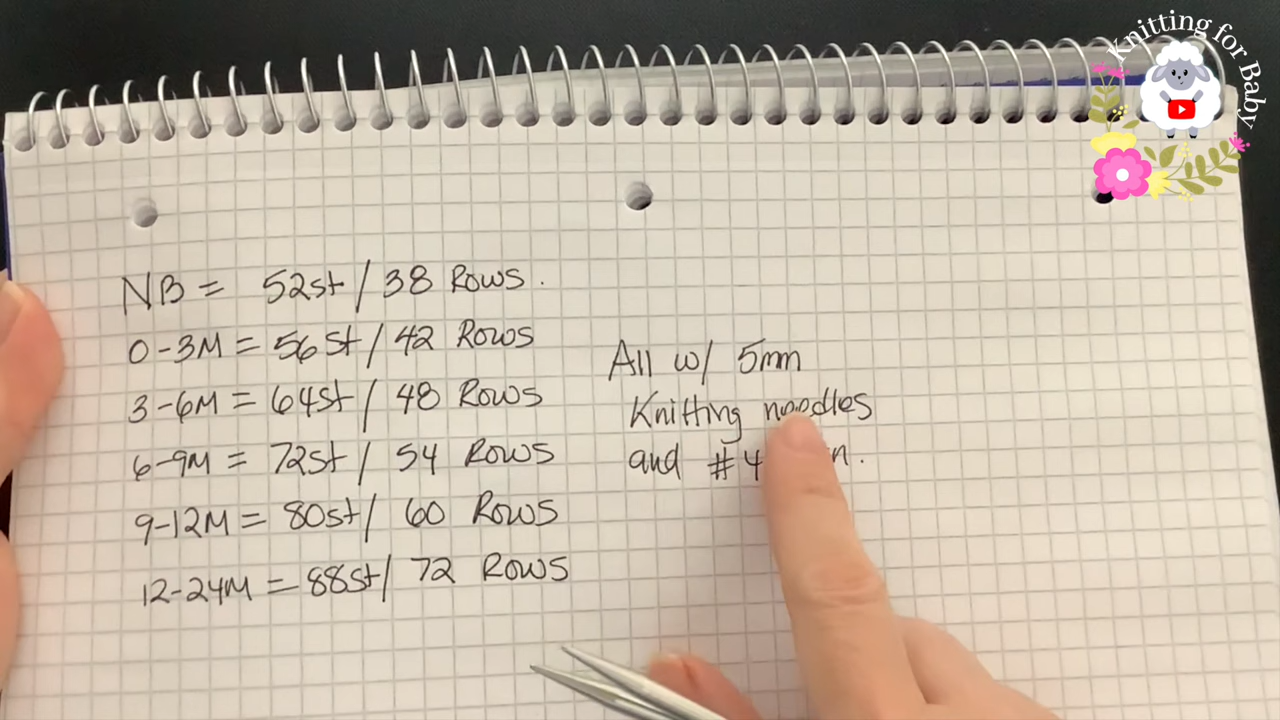 Knitting for Baby
NB = 52st / 38 Rows.
0-3M = 56st / 42 Rows
3-6M = 64st / 48 Rows
6-9M = 72st / 54 Rows
9-12M = 80st / 60 Rows
12-24M = 88st / 72 Rows
All w/ 5mm
Knitting needles
and #4